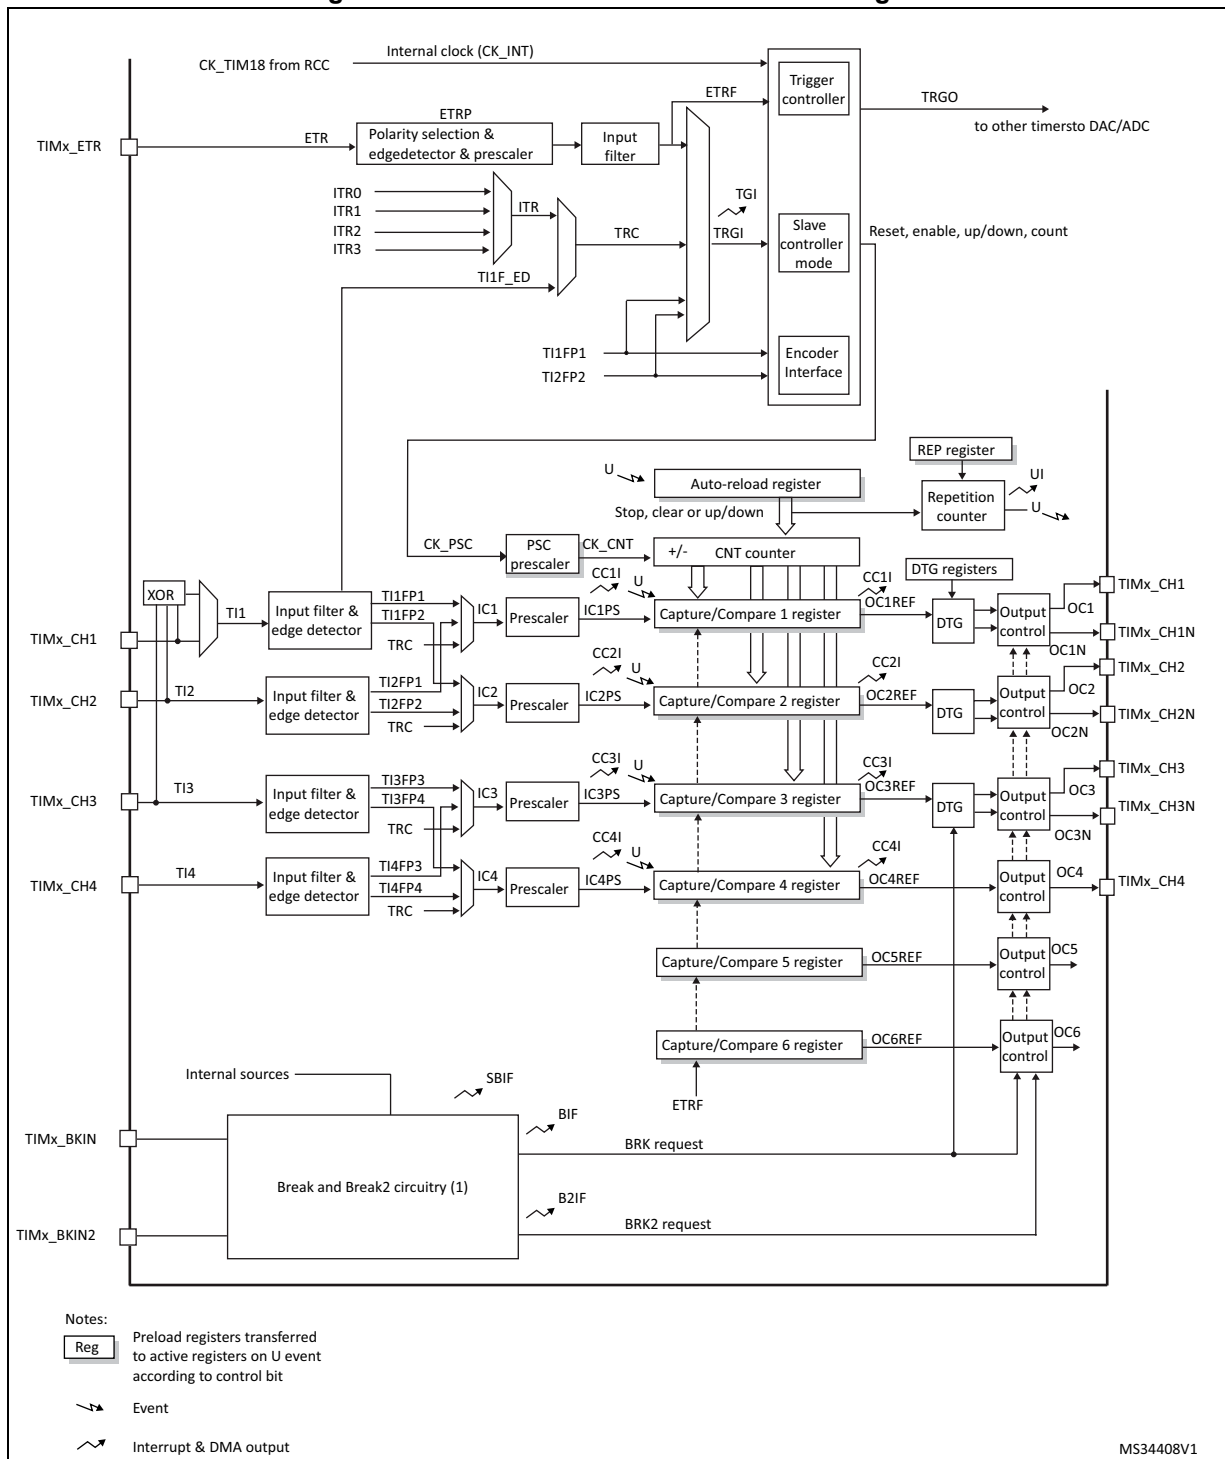 Internal clock (CK_INT)
CK_TIM18 from RCC
Trigger
controller
ETRF
TRGO
to other timersto DAC/ADC
ETRP
TIMx_ETR
ETR
Polarity selection &
edgedetector & prescaler
Input
filter
ITR0
ITR1
ITR2
ITR3
ITR
TGI
TRC
TRGI
Slave
controller
mode
Reset, enable, up/down, count
TI1F_ED
TI1FP1
TI2FP2
Encoder
Interface
REP register
U
Auto-reload register
UI
Repetition
counter
U
Stop, clear or up/down
CK_PSC
PSC
prescaler
CK_CNT
+/-
CNT counter
DTG registers
XOR
TI1
TIMx_CH1
Input filter &
edge detector
TI1FP1
TI1FP2
TRC
IC1
Prescaler
IC1PS
CC1I
U
Capture/Compare 1 register
CC1I
OC1REF
DTG
Output
control
OC1
OC1N
TIMx_CH1
TIMx_CH1N
TIMx_CH2
TI2
Input filter &
edge detector
TI2FP1
TI2FP2
TRC
IC2
Prescaler
IC2PS
CC2I
U
Capture/Compare 2 register
CC2I
OC2REF
DTG
Output
control
OC2
OC2N
TIMx_CH2
TIMx_CH2N
TIMx_CH3
TI3
Input filter &
edge detector
TI3FP3
TI3FP4
TRC
IC3
Prescaler
IC3PS
CC3I
U
Capture/Compare 3 register
CC3I
OC3REF
DTG
Output
control
OC3
OC3N
TIMx_CH3
TIMx_CH3N
TIMx_CH4
TI4
Input filter &
edge detector
TI4FP3
TI4FP4
TRC
IC4
Prescaler
IC4PS
CC4I
U
Capture/Compare 4 register
CC4I
OC4REF
Output
control
OC4
TIMx_CH4
Capture/Compare 5 register
OC5REF
Output
control
OC5
Capture/Compare 6 register
OC6REF
Output
control
OC6
ETRF
Internal sources
SBIF
TIMx_BKIN
BIF
BRK request
Break and Break2 circuitry (1)
B2IF
TIMx_BKIN2
BRK2 request
Notes:
Reg
Preload registers transferred
to active registers on U event
according to control bit
Event
Interrupt & DMA output
MS34408V1